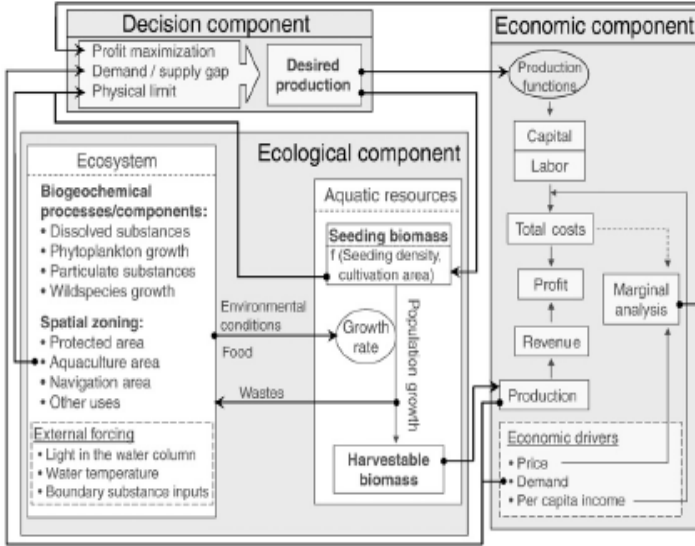 Decision component
Profit maximization
Demand / supply gap
Physical limit
Desired
production
Economic component
Production
functions
Capital
Labor
Total costs
Profit
Marginal
analysis
Revenue
Production
Economic drivers
• Price
• Demand
• Per capita income
Ecological component
Ecosystem
Biogeochemical
processes/components:
• Dissolved substances
• Phytoplankton growth
• Particulate substances
• Wildspecies growth
Spatial zoning:
• Protected area
• Aquaculture area
• Navigation area
• Other uses
External forcing
• Light in the water column
• Water temperature
• Boundary substance inputs
Environmental
conditions
Food
Wastes
Aquatic resources
Seeding biomass
f (Seeding density,
cultivation area)
Growth
rate
Population growth
Harvestable
biomass